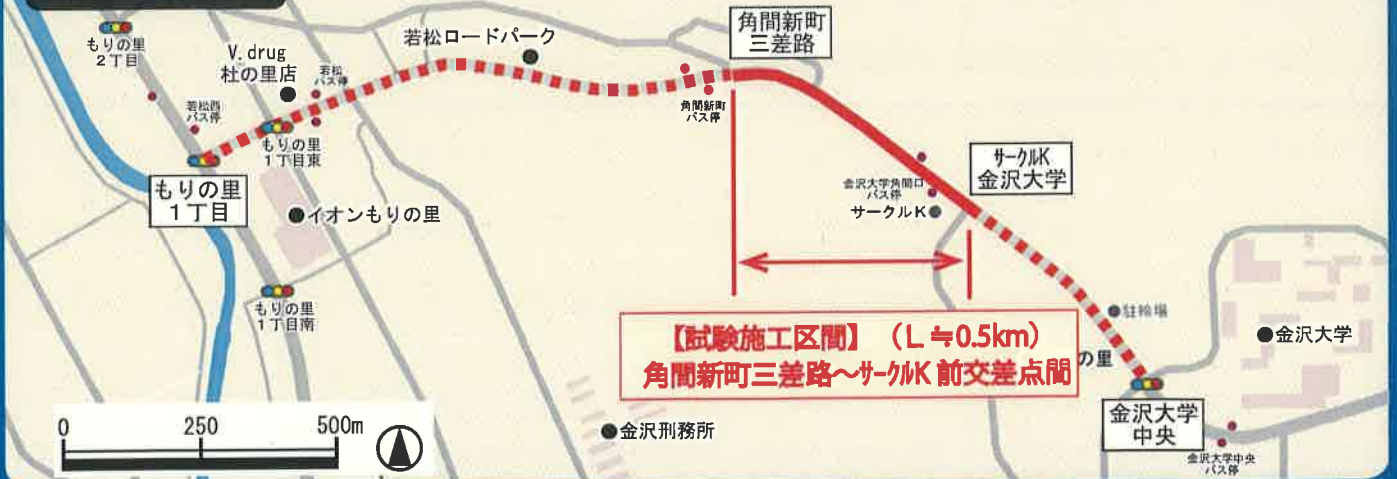 もりの里
2丁目
V.drug
杜の里店
若松
バス停
若松ロードパーク
角間新町
三差路
若松西
バス停
もりの里
1丁目東
角間新町
バス停
もりの里
1丁目
イオンもりの里
サークルK
金沢大学
金沢大学角間口
バス停
サークルK
もりの里
1丁目南
駐輪場
金沢大学
【試験施工区間】 (L≒0.5km)
角間新町三差路～サークルK前交差点間
の里
金沢大学
中央
金沢大学中央
バス停
金沢刑務所
0 250 500m